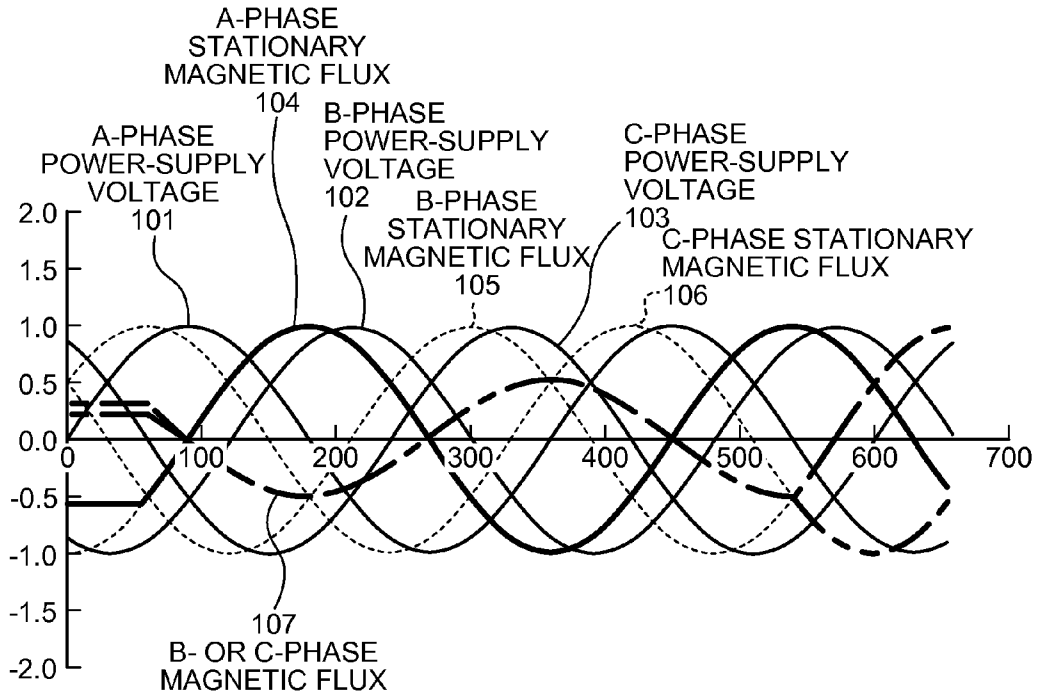 A-PHASE
STATIONARY
MAGNETIC FLUX
104
A-PHASE
POWER-SUPPLY
VOLTAGE
101
B-PHASE
POWER-SUPPLY
VOLTAGE
102
B-PHASE
STATIONARY
MAGNETIC FLUX
105
C-PHASE
POWER-SUPPLY
VOLTAGE
103
C-PHASE STATIONARY
MAGNETIC FLUX
106
2.0
1.5
1.0
0.5
0.0
-0.5
-1.0
-1.5
-2.0
0 100 200 300 400 500 600 700
107
B- OR C-PHASE
MAGNETIC FLUX